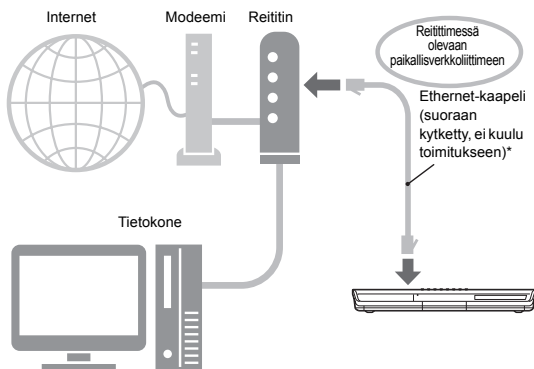 Internet
Modeemi
Reititin
Reitittimessä
olevaan
paikallisverkkoliittimeen
Ethernet-kaapeli
(suoraan
kytketty, ei kuulu
toimitukseen)*
Tietokone